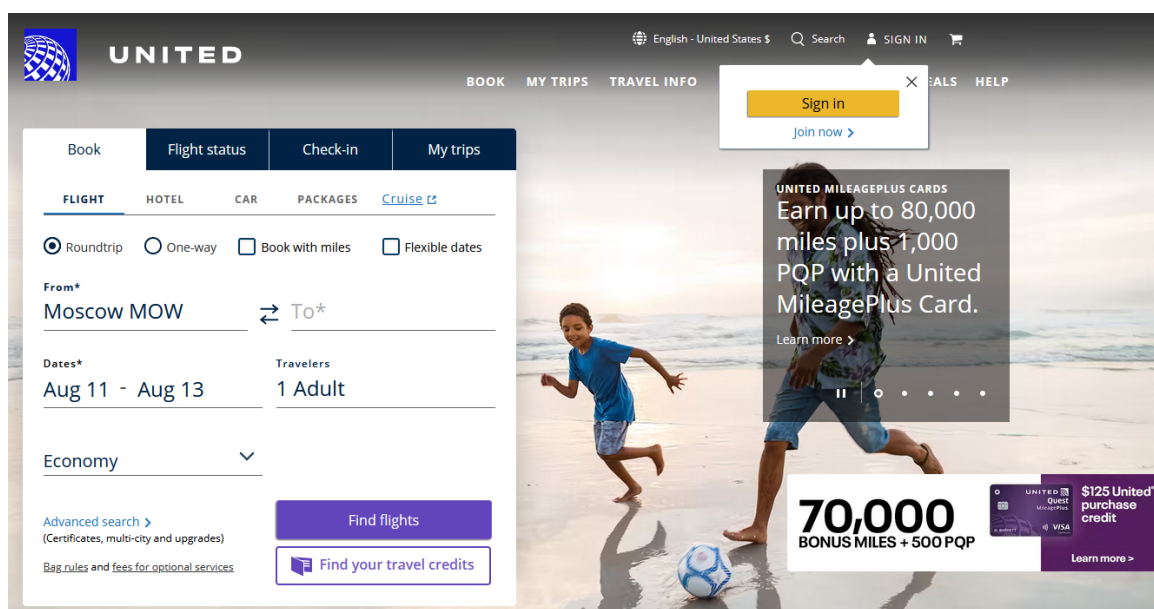 UNITED
English - United States $ Search SIGN IN
BOOK MY TRIPS TRAVEL INFO EALS HELP
Sign in
Join now >
Book Flight status Check-in My trips
FLIGHT HOTEL CAR PACKAGES Cruise
Roundtrip One-way Book with miles Flexible dates
From*
Moscow MOW To*
Dates* Travelers
Aug 11 - Aug 13 1 Adult
Economy
Advanced search >
(Certificates, multi-city and upgrades)
Bag rules and fees for optional services
Find flights
Find your travel credits
UNITED MILEAGEPLUS CARDS
Earn up to 80,000
miles plus 1,000
PQP with a United
MileagePlus Card.
Learn more >
70,000
BONUS MILES + 500 PQP
UNITED
Quest
MileagePlus
VISA
$125 United®
purchase
credit
Learn more >